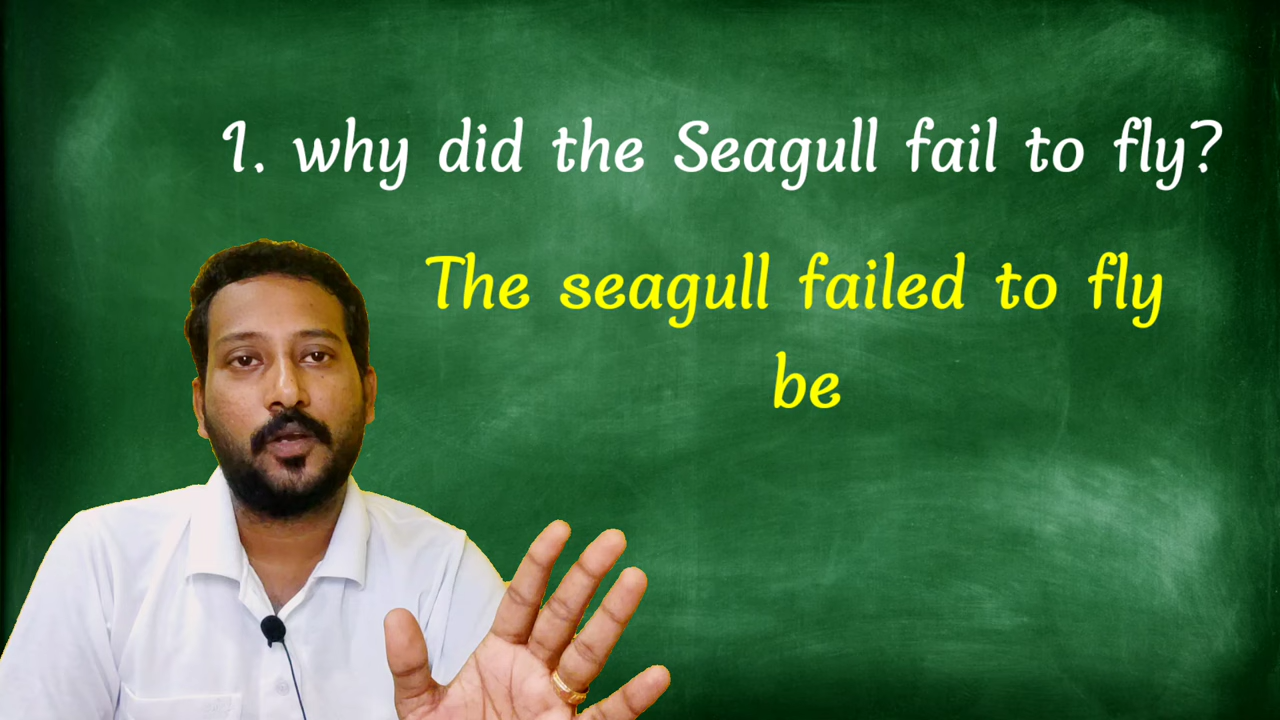 1. why did the Seagull fail to fly?
The seagull failed to fly
be